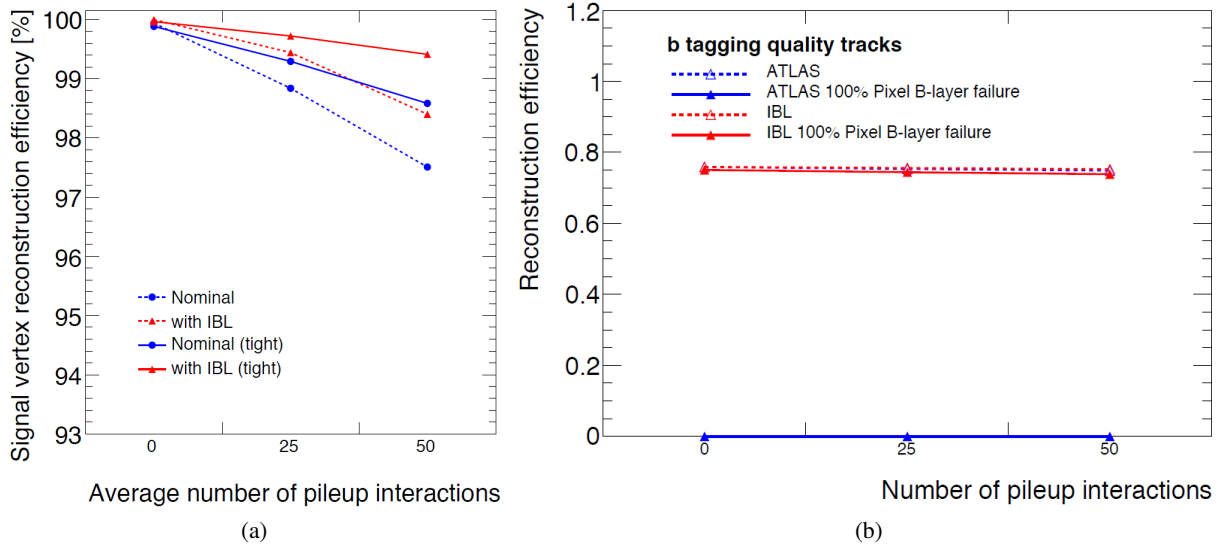 Signal vertex reconstruction efficiency [%]
100
99
98
97
96
95
94
93
Nominal
with IBL
Nominal (tight)
with IBL (tight)
0
25
50
Average number of pileup interactions
(a)
Reconstruction efficiency
1.2
1
0.8
0.6
0.4
0.2
0
b tagging quality tracks
ATLAS
ATLAS 100% Pixel B-layer failure
IBL
IBL 100% Pixel B-layer failure
0
25
50
Number of pileup interactions
(b)